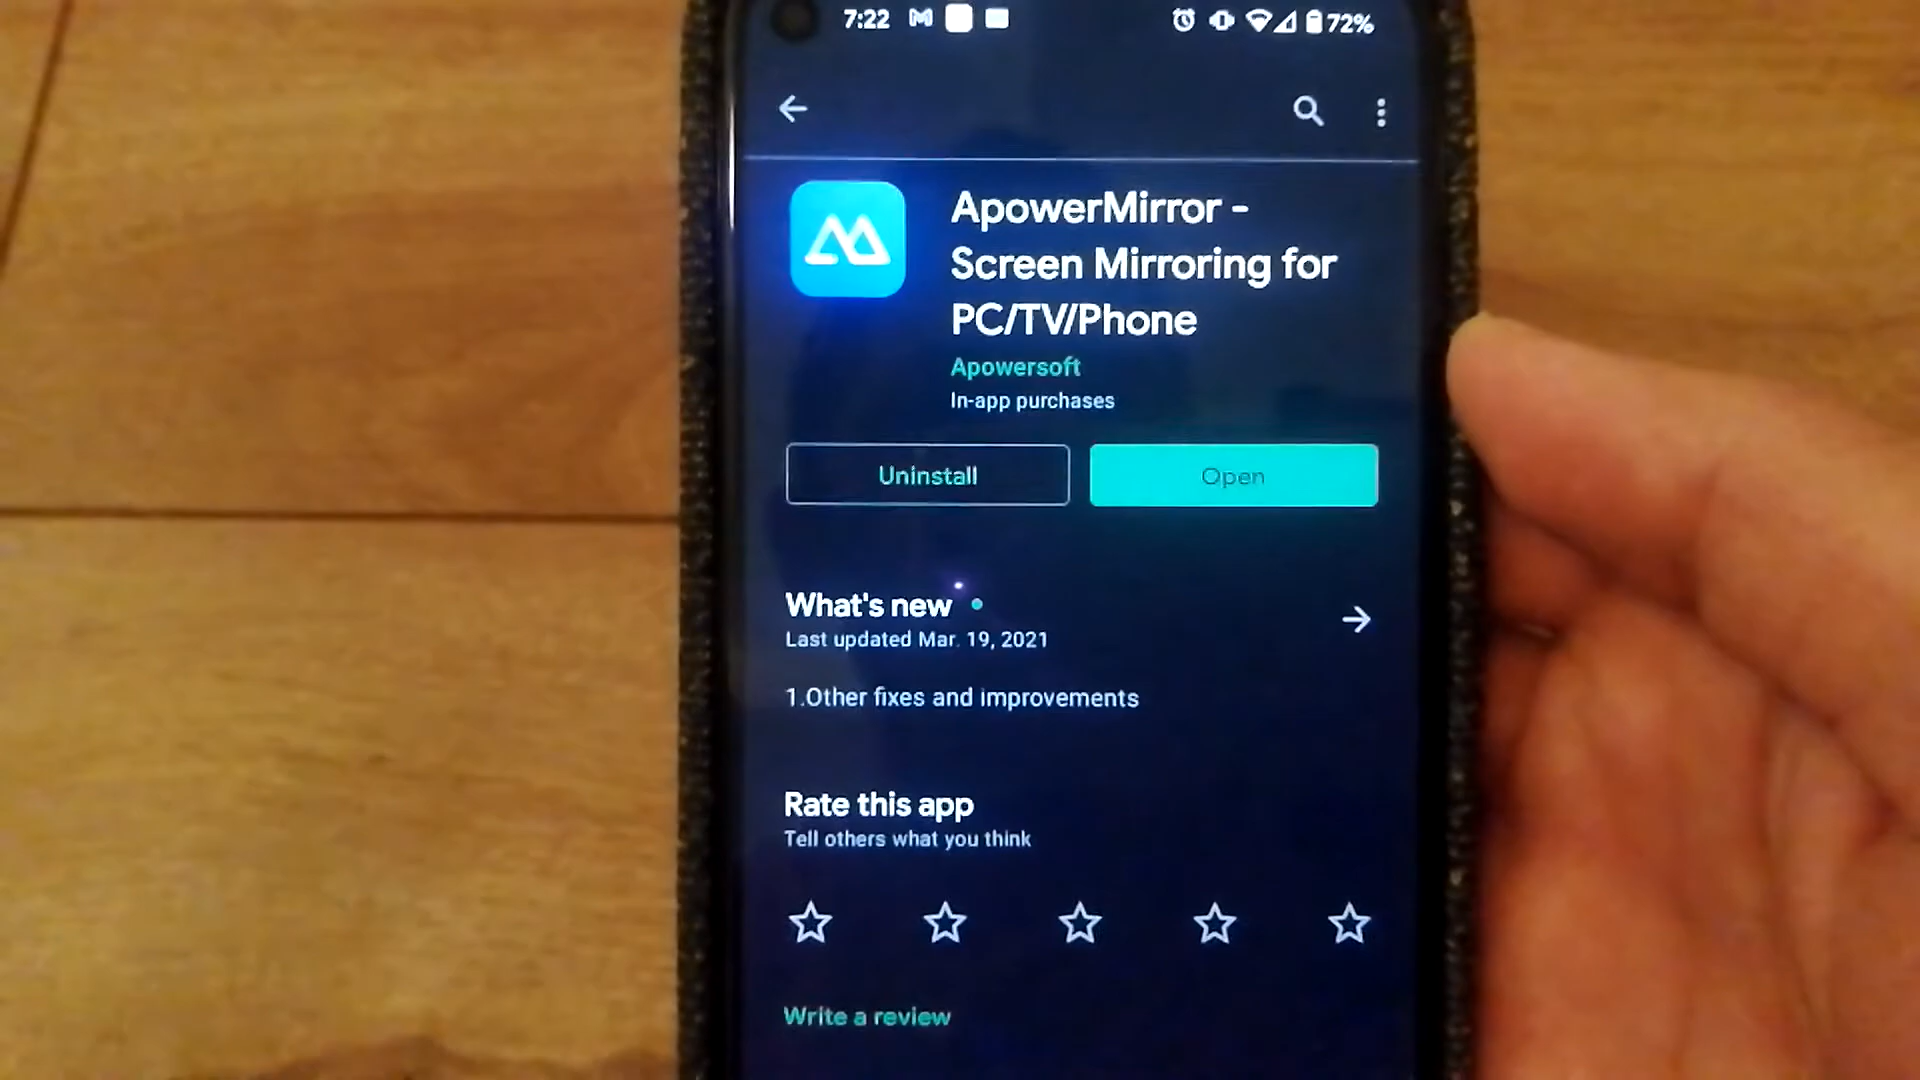 7:22
72%
ApowerMirror -
Screen Mirroring for
PC/TV/Phone
Apowersoft
In-app purchases
Uninstall
Open
What's new
Last updated Mar. 19, 2021
1.Other fixes and improvements
Rate this app
Tell others what you think
Write a review